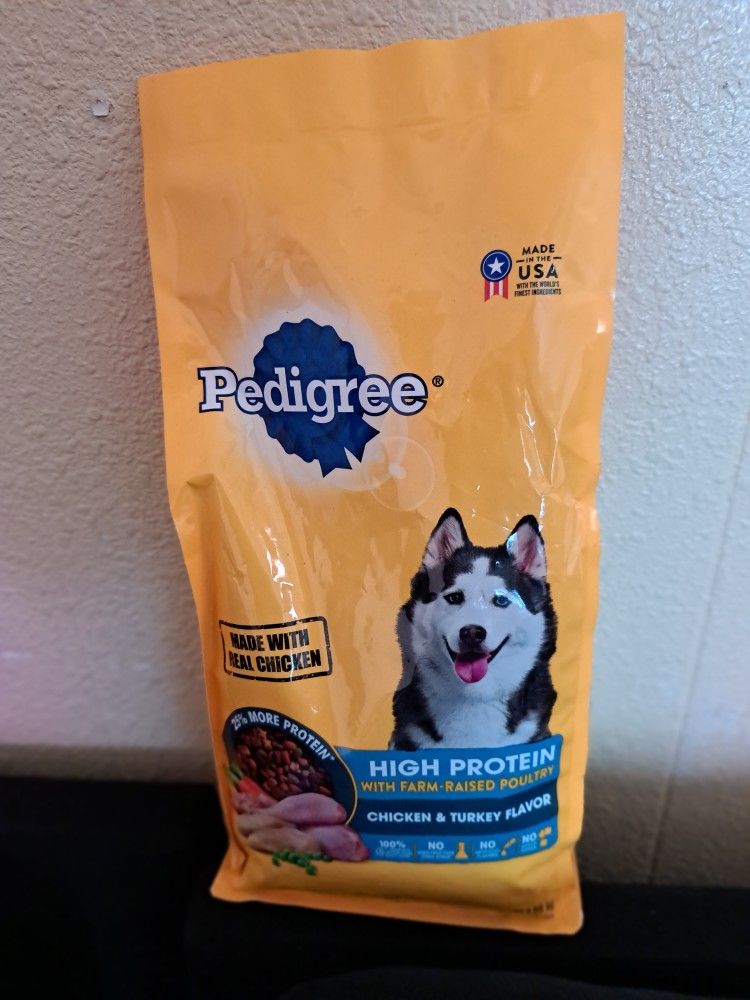 MADE
IN THE
USA
WITH THE WORLD'S
FINEST INGREDIENTS
Pedigree®
MADE WITH
REAL CHICKEN
25% MORE PROTEIN*
HIGH PROTEIN
WITH FARM-RAISED POULTRY
CHICKEN & TURKEY FLAVOR
100%
NO
NO
NO